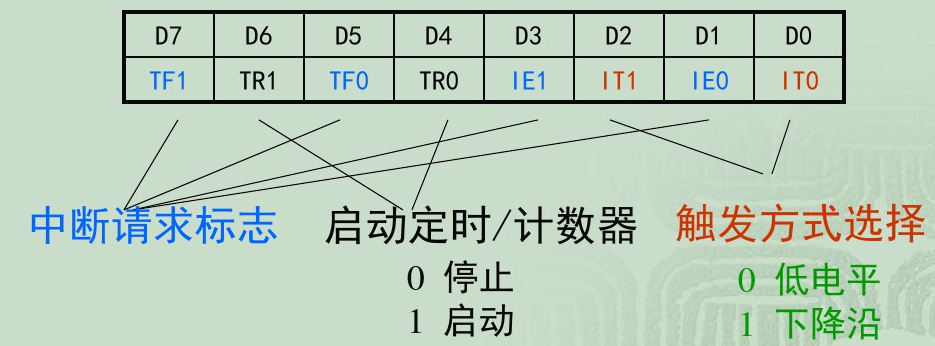 D7 D6 D5 D4 D3 D2 D1 D0
TF1 TR1 TF0 TR0 IE1 IT1 IE0 IT0
中断请求标志 启动定时/计数器 触发方式选择
0 停止 0 低电平
1 启动 1 下降沿